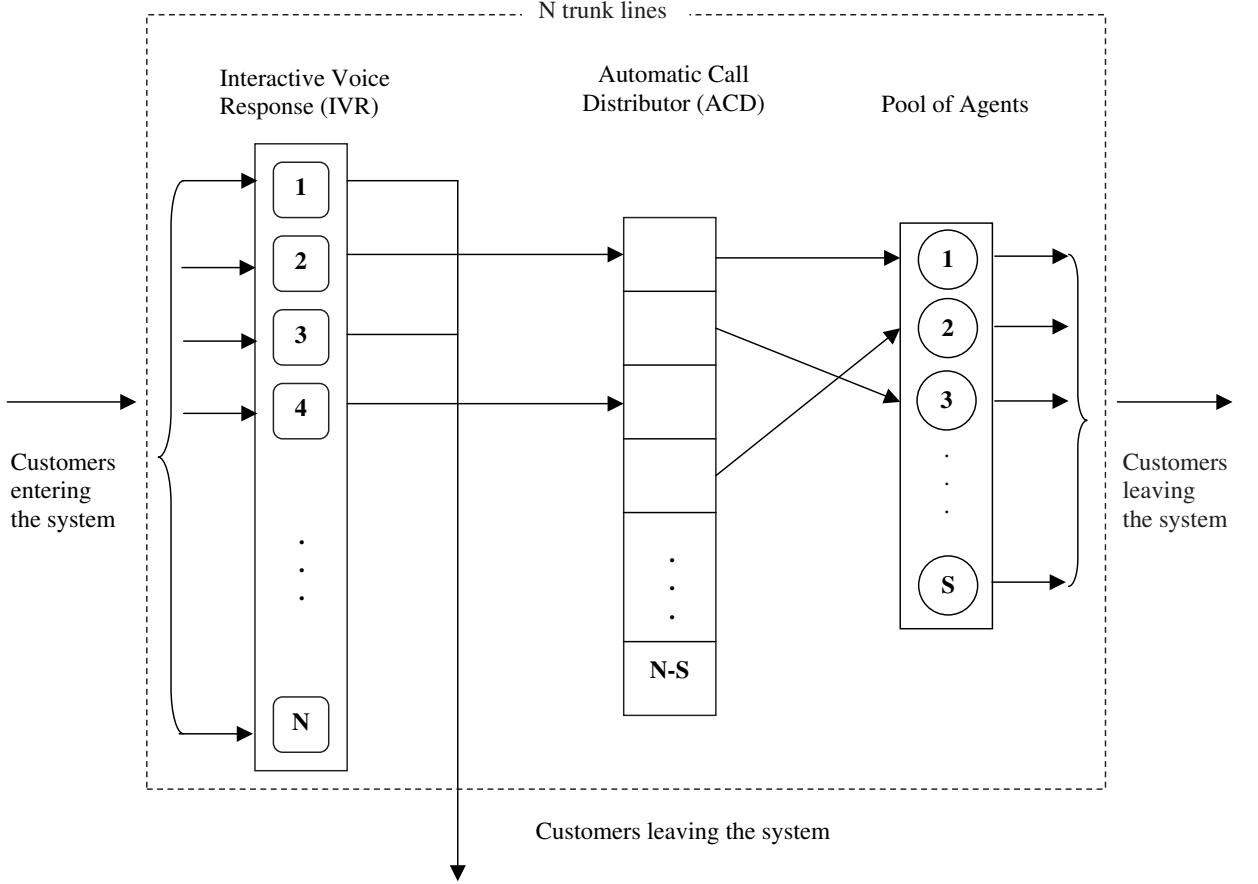 N trunk lines
Interactive Voice
Response (IVR)
Automatic Call
Distributor (ACD)
Pool of Agents
1
2
3
4
.
.
.
N
.
.
.
N-S
1
2
3
.
.
.
S
Customers
entering
the system
Customers
leaving
the system
Customers leaving the system